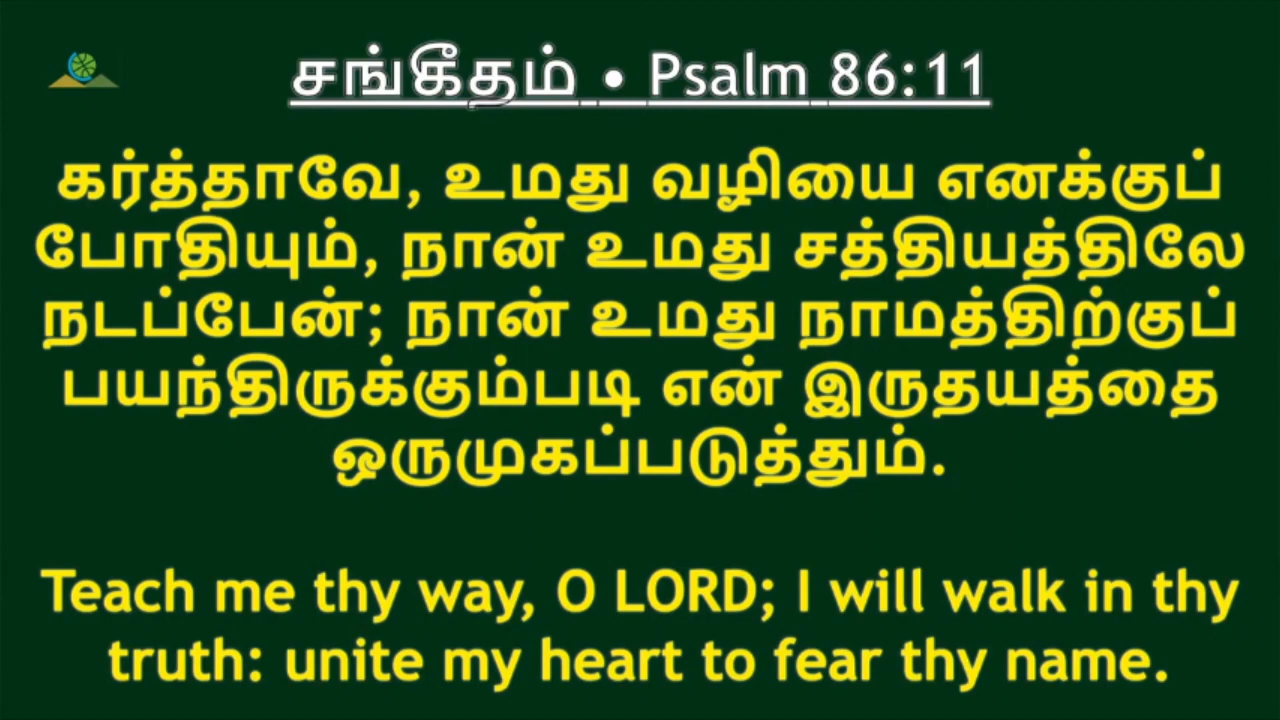 சங்கீதம் • Psalm 86:11
கர்த்தாவே, உமது வழியை எனக்குப்
போதியும், நான் உமது சத்தியத்திலே
நடப்பேன்; நான் உமது நாமத்திற்குப்
பயந்திருக்கும்படி என் இருதயத்தை
ஒருமுகப்படுத்தும்.
Teach me thy way, O LORD; I will walk in thy
truth: unite my heart to fear thy name.